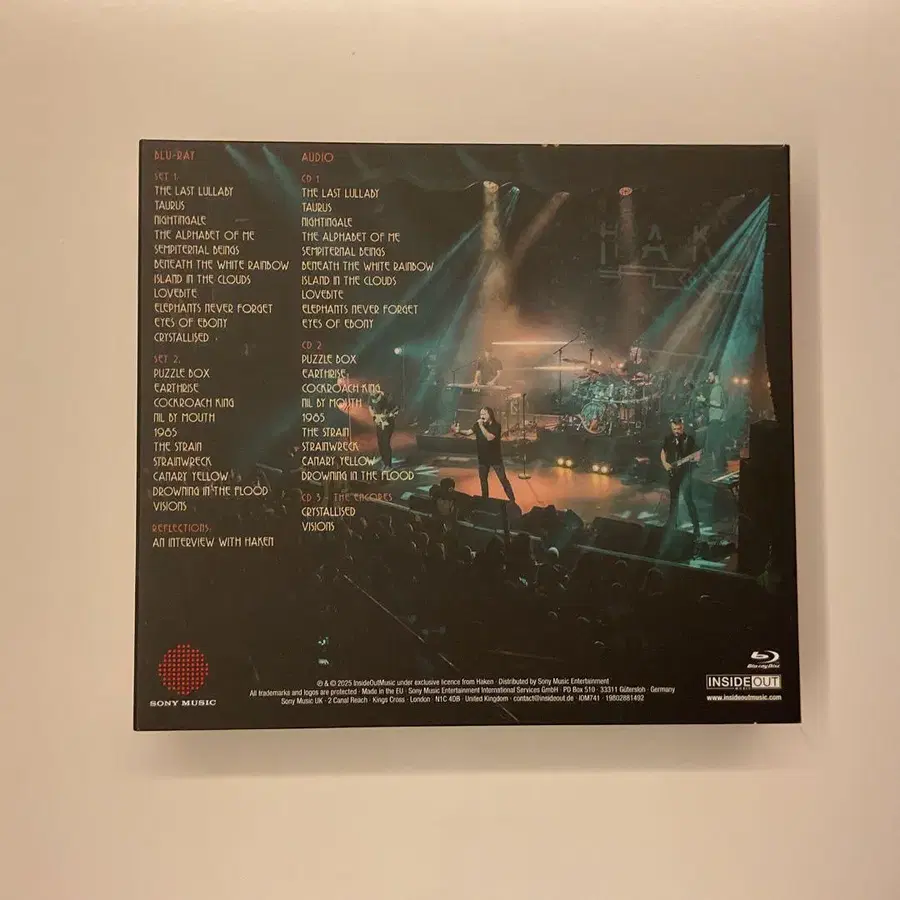 BLU-RAY
SET 1:
THE LAST LULLABY
TAURUS
NIGHTINGALE
THE ALPHABET OF ME
SEMPITERNAL BEINGS
BENEATH THE WHITE RAINBOW
ISLAND IN THE CLOUDS
LOVEBITE
ELEPHANTS NEVER FORGET
EYES OF EBONY
CRYSTALLISED
SET 2:
PUZZLE BOX
EARTHRISE
COCKROACH KING
NIL BY MOUTH
1985
THE STRAIN
STRAINWRECK
CANARY YELLOW
DROWNING IN THE FLOOD
VISIONS
REFLECTIONS:
AN INTERVIEW WITH HAKEN
AUDIO
CD 1
THE LAST LULLABY
TAURUS
NIGHTINGALE
THE ALPHABET OF ME
SEMPITERNAL BEINGS
BENEATH THE WHITE RAINBOW
ISLAND IN THE CLOUDS
LOVEBITE
ELEPHANTS NEVER FORGET
EYES OF EBONY
CD 2
PUZZLE BOX
EARTHRISE
COCKROACH KING
NIL BY MOUTH
1985
THE STRAIN
STRAINWRECK
CANARY YELLOW
DROWNING IN THE FLOOD
CD 3 - THE ENCORES
CRYSTALLISED
VISIONS
HAK
SONY MUSIC
℗ & © 2025 InsideOutMusic under exclusive licence from Haken · Distributed by Sony Music Entertainment
All trademarks and logos are protected · Made in the EU · Sony Music Entertainment International Services GmbH · PO Box 510 · 33311 Gütersloh · Germany
Sony Music UK · 2 Canal Reach · Kings Cross · London · N1C 4DB · United Kingdom · contact@insideout.de · IOM741 · 19802881492
Blu-ray Disc
INSIDEOUT
MUSIC
www.insideoutmusic.com